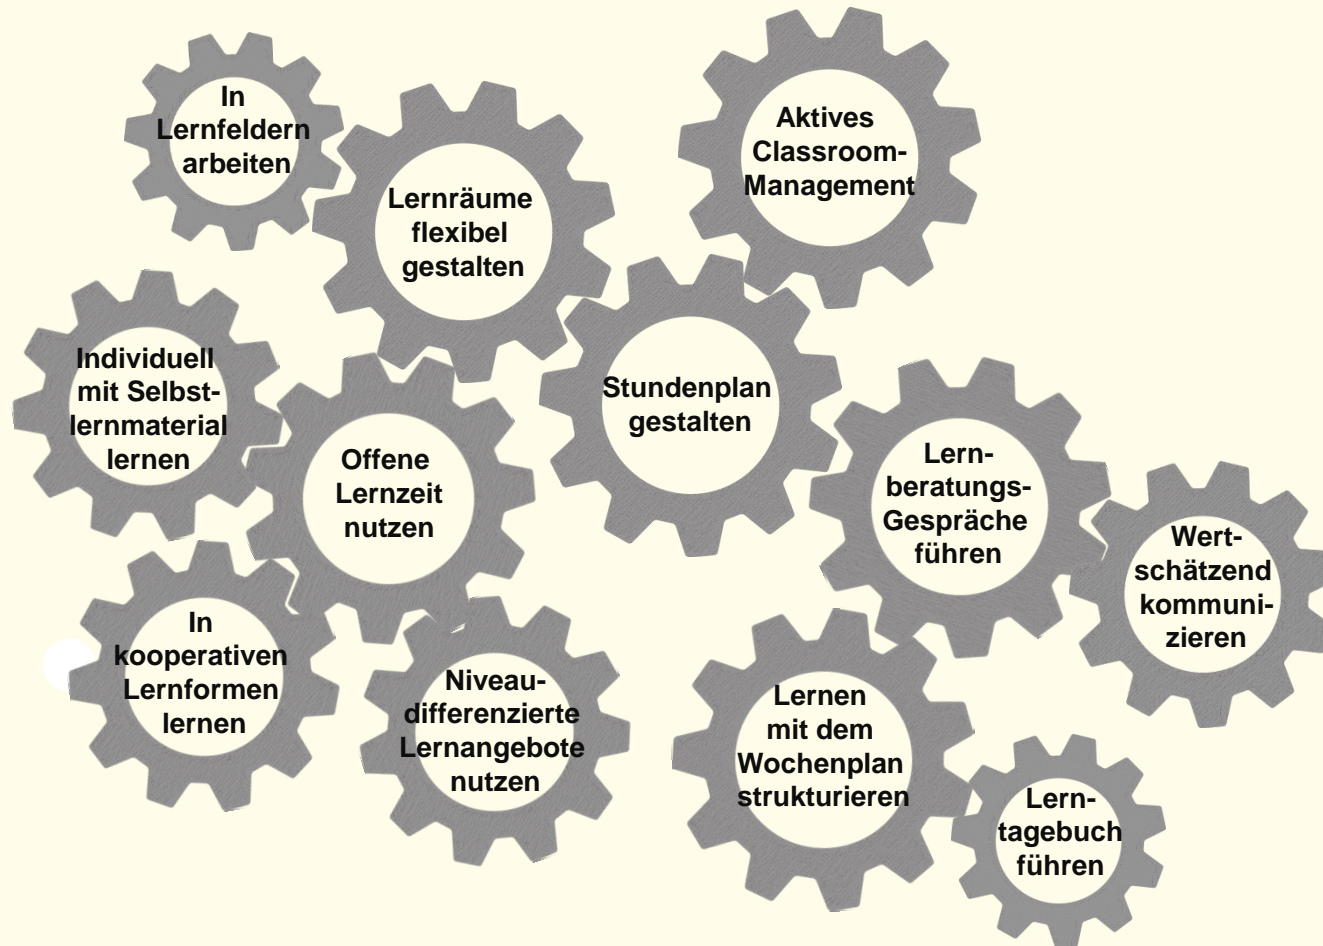 In
Lernfeldern
arbeiten
Lernräume
flexibel
gestalten
Aktives
Classroom-
Management
Individuell
mit Selbst-
lernmaterial
lernen
Offene
Lernzeit
nutzen
Stundenplan
gestalten
Lern-
beratungs-
Gespräche
führen
Wert-
schätzend
kommuni-
zieren
In
kooperativen
Lernformen
lernen
Niveau-
differenzierte
Lernangebote
nutzen
Lernen
mit dem
Wochenplan
strukturieren
Lern-
tagebuch
führen